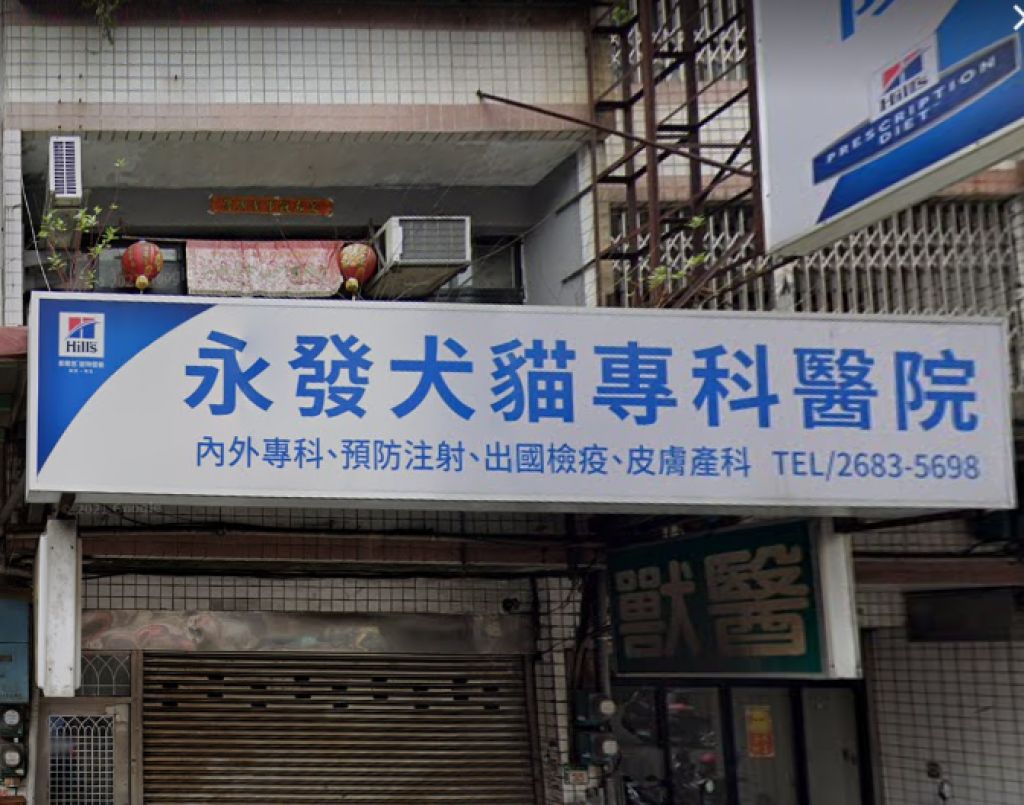 Hill's
PRESCRIPTION
DIET
Hill's
永發犬貓專科醫院
內外專科、預防注射、出國檢疫、皮膚產科 TEL/2683-5698
獸醫